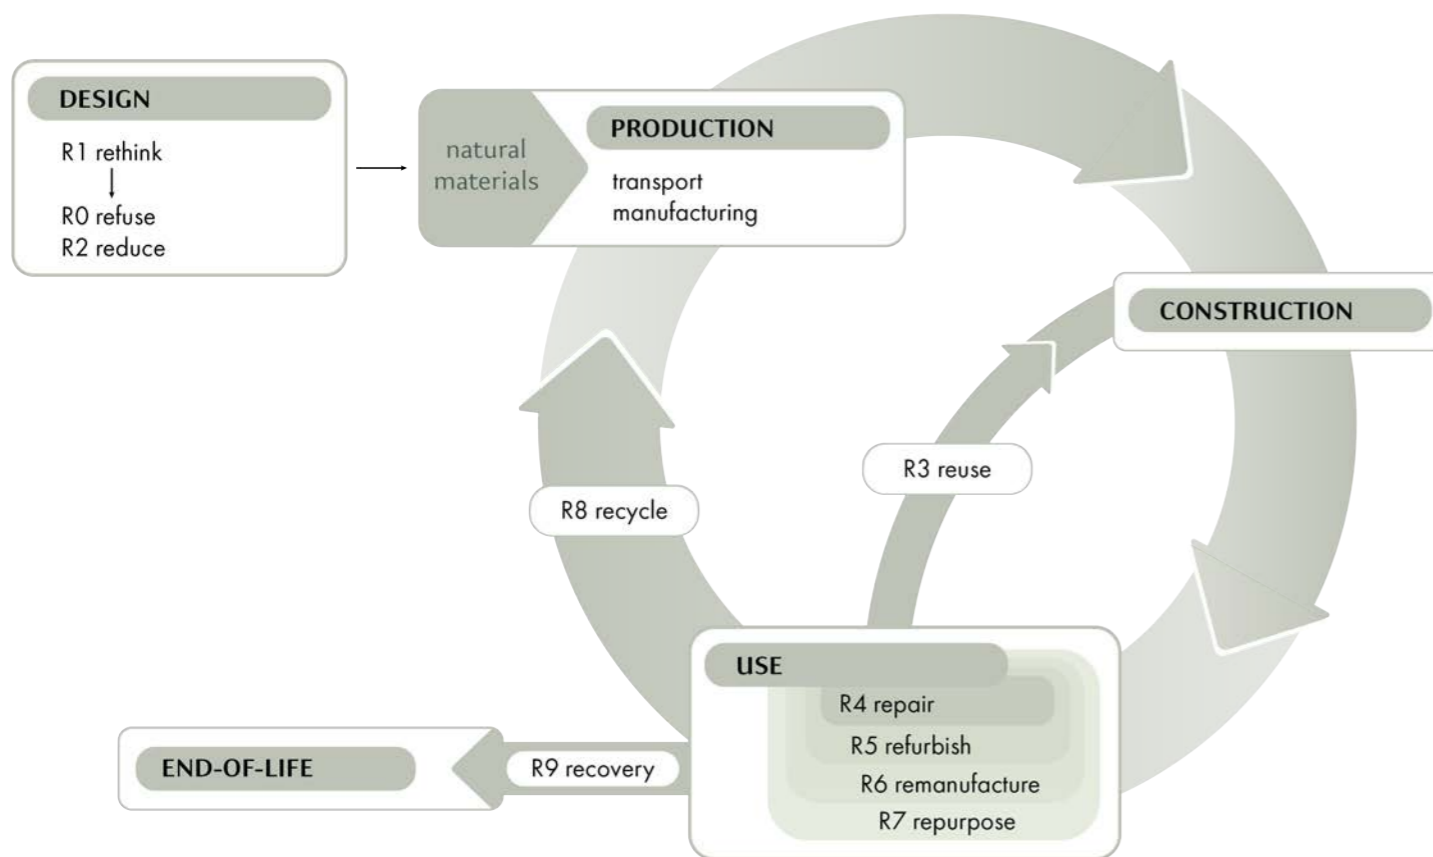 DESIGN
R1 rethink
R0 refuse
R2 reduce
natural
materials
PRODUCTION
transport
manufacturing
CONSTRUCTION
R3 reuse
R8 recycle
USE
R4 repair
R5 refurbish
R6 remanufacture
R7 repurpose
R9 recovery
END-OF-LIFE